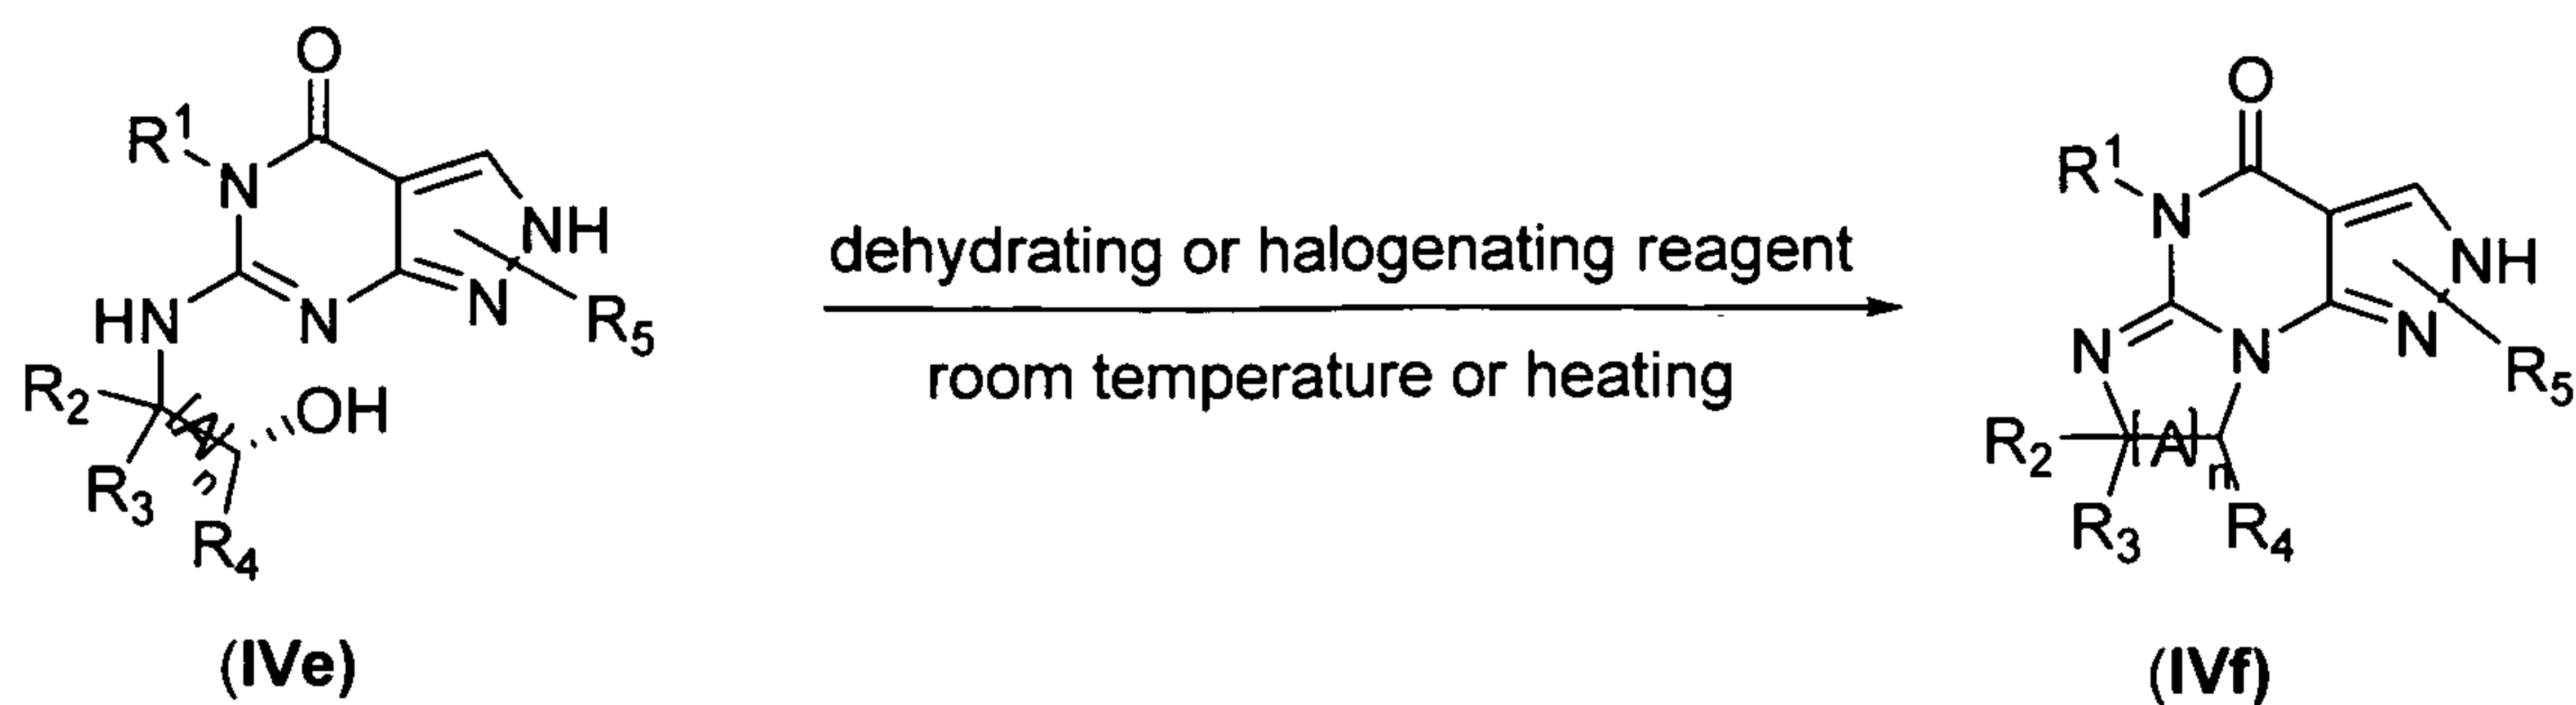 O
R1
N
NH
HN
N
N
R5
R2
OH
R3
n
R4
(IVe)
dehydrating or halogenating reagent
room temperature or heating
O
R1
N
NH
N
N
N
R5
R2
(A)n
R3
R4
(IVf)